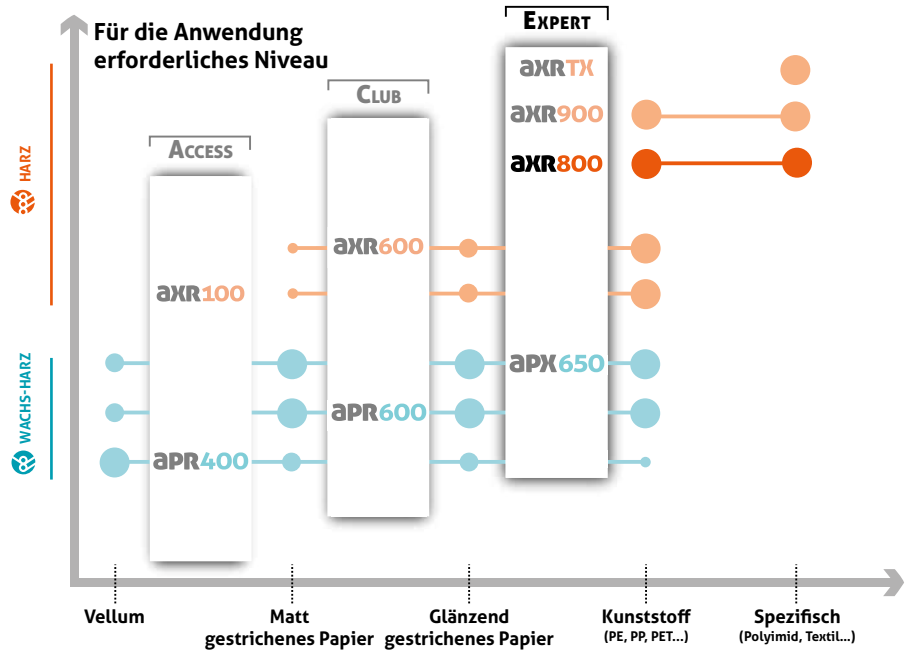 Für die Anwendung
erforderliches Niveau
EXPERT
CLUB
ACCESS
HARZ
WACHS-HARZ
aXRTX
aXR900
aXR800
aXR600
aXR100
aPX650
aPR600
aPR400
Vellum
Matt
gestrichenes Papier
Glänzend
gestrichenes Papier
Kunststoff
(PE, PP, PET...)
Spezifisch
(Polyimid, Textil...)